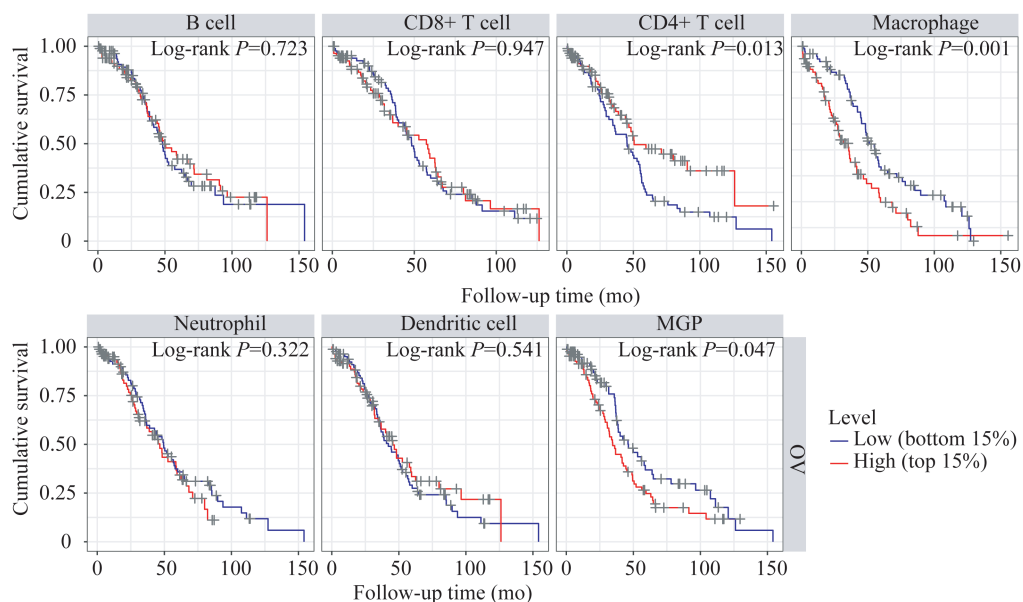 B cell
CD8+ T cell
CD4+ T cell
Macrophage
Log-rank P=0.723
Log-rank P=0.947
Log-rank P=0.013
Log-rank P=0.001
Cumulative survival
1.00
0.75
0.50
0.25
0
0 50 100 150
0 50 100 150
0 50 100 150
0 50 100 150
Follow-up time (mo)
Neutrophil
Dendritic cell
MGP
Log-rank P=0.322
Log-rank P=0.541
Log-rank P=0.047
Cumulative survival
1.00
0.75
0.50
0.25
0
0 50 100 150
0 50 100 150
0 50 100 150
Follow-up time (mo)
OV
Level
Low (bottom 15%)
High (top 15%)